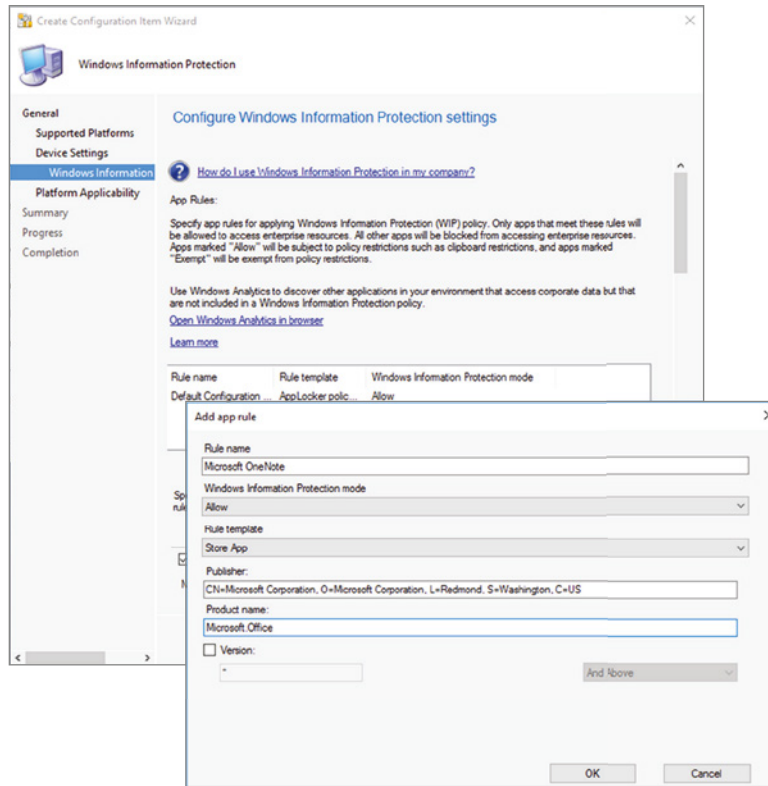 Create Configuration Item Wizard
Windows Information Protection
General
Supported Platforms
Device Settings
Windows Information
Platform Applicability
Summary
Progress
Completion
Configure Windows Information Protection settings
How do I use Windows Information Protection in my company?
App Rules:
Specify app rules for applying Windows Information Protection (WIP) policy. Only apps that meet these rules will
be allowed to access enterprise resources. All other apps will be blocked from accessing enterprise resources.
Apps marked "Allow" will be subject to policy restrictions such as clipboard restrictions, and apps marked
"Exempt" will be exempt from policy restrictions.
Use Windows Analytics to discover other applications in your environment that access corporate data but that
are not included in a Windows Information Protection policy.
Open Windows Analytics in browser
Learn more
Rule name Rule template Windows Information Protection mode
Default Configuration ... AppLocker polic... Allow
Add app rule
Rule name
Microsoft OneNote
Windows Information Protection mode
Allow
Rule template
Store App
Publisher:
CN=Microsoft Corporation, O=Microsoft Corporation, L=Redmond, S=Washington, C=US
Product name:
Microsoft.Office
Version:
*
And Above
OK Cancel